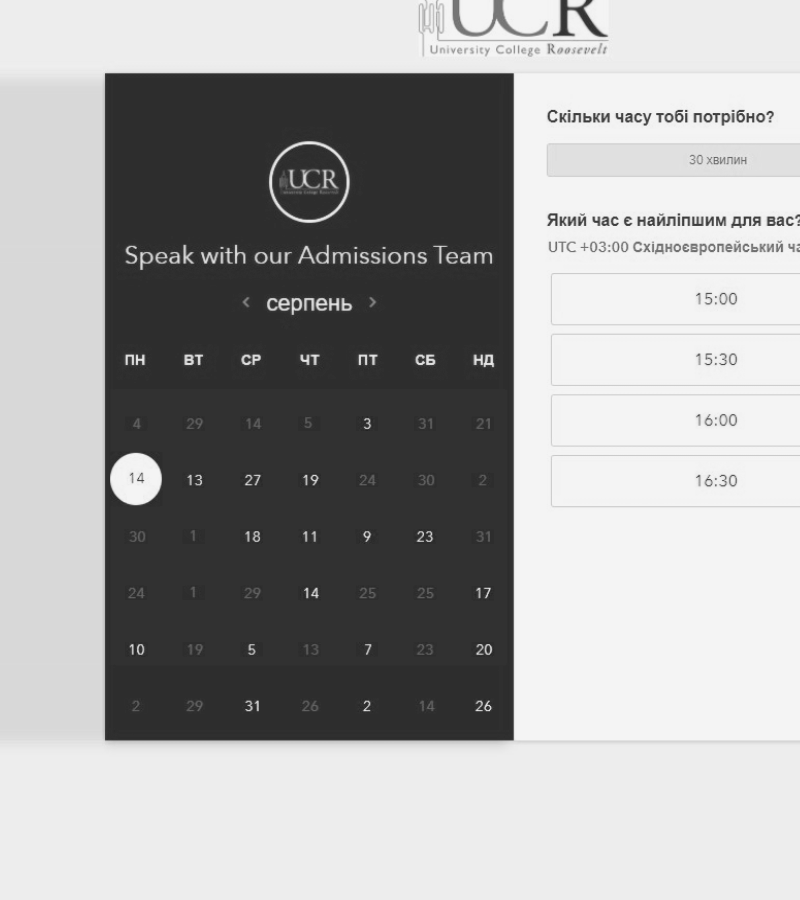 UCR
University College Roosevelt
UCR
Speak with our Admissions Team
< серпень >
ПН ВТ СР ЧТ ПТ СБ НД
4 29 14 5 3 31 21
14 13 27 19 24 30 2
30 1 18 11 9 23 31
24 1 29 14 25 25 17
10 19 5 13 7 23 20
2 29 31 26 2 14 26
Скільки часу тобі потрібно?
30 хвилин
Який час є найліпшим для вас?
UTC +03:00 Східноєвропейський
15:00
15:30
16:00
16:30